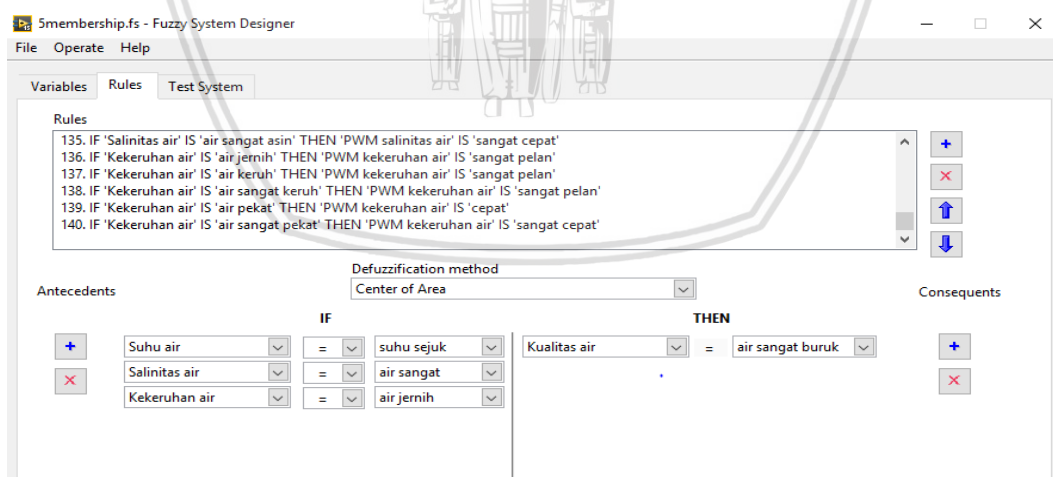 5membership.fs - Fuzzy System Designer
File Operate Help
Variables Rules Test System
Rules
135. IF 'Salinitas air' IS 'air sangat asin' THEN 'PWM salinitas air' IS 'sangat cepat'
136. IF 'Kekeruhan air' IS 'air jernih' THEN 'PWM kekeruhan air' IS 'sangat pelan'
137. IF 'Kekeruhan air' IS 'air keruh' THEN 'PWM kekeruhan air' IS 'sangat pelan'
138. IF 'Kekeruhan air' IS 'air sangat keruh' THEN 'PWM kekeruhan air' IS 'sangat pelan'
139. IF 'Kekeruhan air' IS 'air pekat' THEN 'PWM kekeruhan air' IS 'cepat'
140. IF 'Kekeruhan air' IS 'air sangat pekat' THEN 'PWM kekeruhan air' IS 'sangat cepat'
Defuzzification method
Center of Area
Antecedents
Consequents
IF THEN
Suhu air = suhu sejuk Kualitas air = air sangat buruk
Salinitas air = air sangat
Kekeruhan air = air jernih